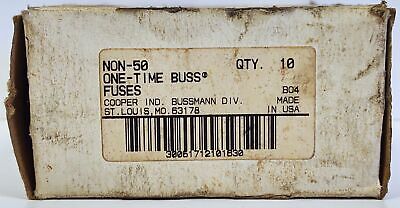 NON-50 QTY. 10
ONE-TIME BUSS®
FUSES B04
COOPER IND. BUSSMANN DIV. MADE
ST.LOUIS,MO.63178 IN USA
30051712101630